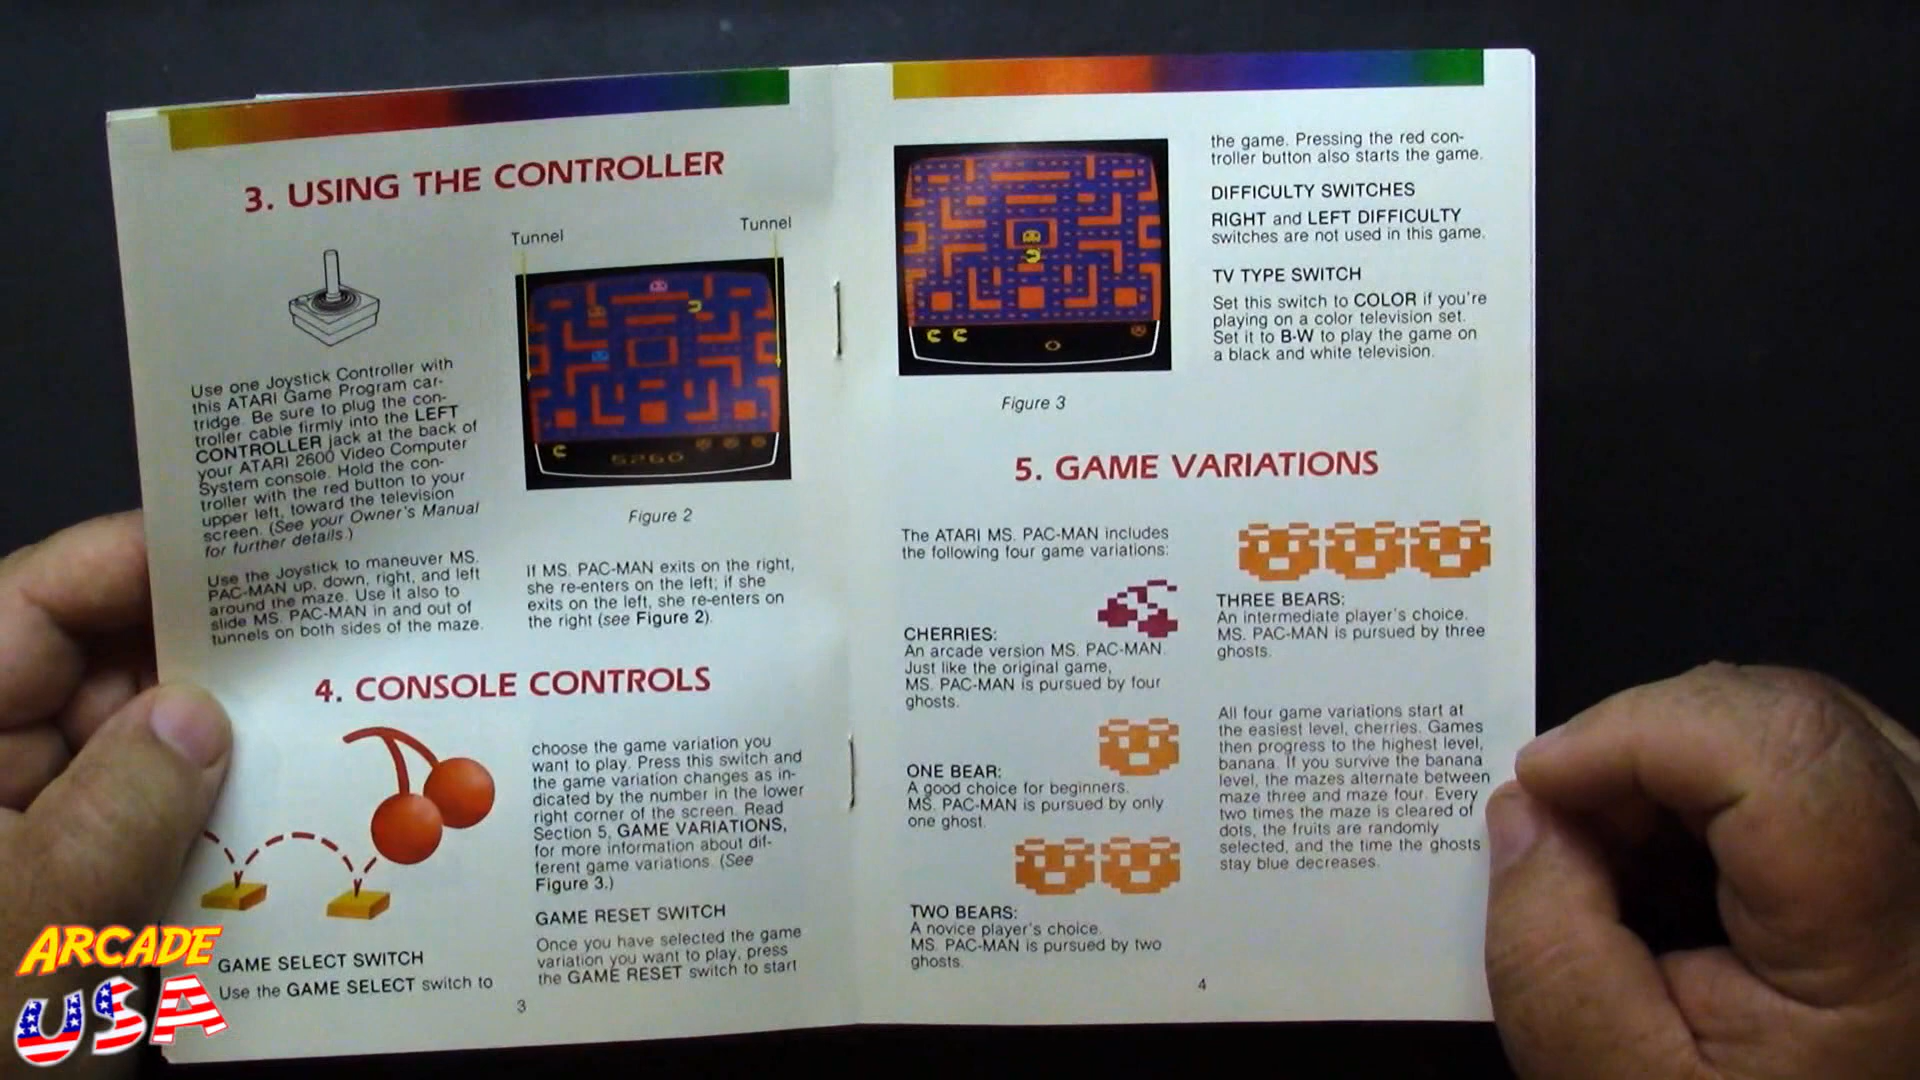 3. USING THE CONTROLLER
Use one Joystick Controller with
this ATARI Game Program car-
tridge. Be sure to plug the con-
troller cable firmly into the LEFT
CONTROLLER jack at the back of
your ATARI 2600 Video Computer
System console. Hold the con-
troller with the red button to your
upper left, toward the television
screen. (See your Owner's Manual
for further details.)
Use the Joystick to maneuver MS.
PAC-MAN up, down, right, and left
around the maze. Use it also to
slide MS. PAC-MAN in and out of
tunnels on both sides of the maze.
Tunnel
Tunnel
5260
Figure 2
If MS. PAC-MAN exits on the right,
she re-enters on the left; if she
exits on the left, she re-enters on
the right (see Figure 2).
4. CONSOLE CONTROLS
GAME SELECT SWITCH
Use the GAME SELECT switch to
choose the game variation you
want to play. Press this switch and
the game variation changes as in-
dicated by the number in the lower
right corner of the screen. Read
Section 5, GAME VARIATIONS,
for more information about dif-
ferent game variations. (See
Figure 3.)
GAME RESET SWITCH
Once you have selected the game
variation you want to play, press
the GAME RESET switch to start
3
0
Figure 3
the game. Pressing the red con-
troller button also starts the game.
DIFFICULTY SWITCHES
RIGHT and LEFT DIFFICULTY
switches are not used in this game.
TV TYPE SWITCH
Set this switch to COLOR if you're
playing on a color television set.
Set it to B-W to play the game on
a black and white television.
5. GAME VARIATIONS
The ATARI MS. PAC-MAN includes
the following four game variations:
CHERRIES:
An arcade version MS. PAC-MAN.
Just like the original game,
MS. PAC-MAN is pursued by four
ghosts.
ONE BEAR:
A good choice for beginners.
MS. PAC-MAN is pursued by only
one ghost.
TWO BEARS:
A novice player's choice.
MS. PAC-MAN is pursued by two
ghosts.
THREE BEARS:
An intermediate player's choice.
MS. PAC-MAN is pursued by three
ghosts.
All four game variations start at
the easiest level, cherries. Games
then progress to the highest level,
banana. If you survive the banana
level, the mazes alternate between
maze three and maze four. Every
two times the maze is cleared of
dots, the fruits are randomly
selected, and the time the ghosts
stay blue decreases.
4
ARCADE
USA